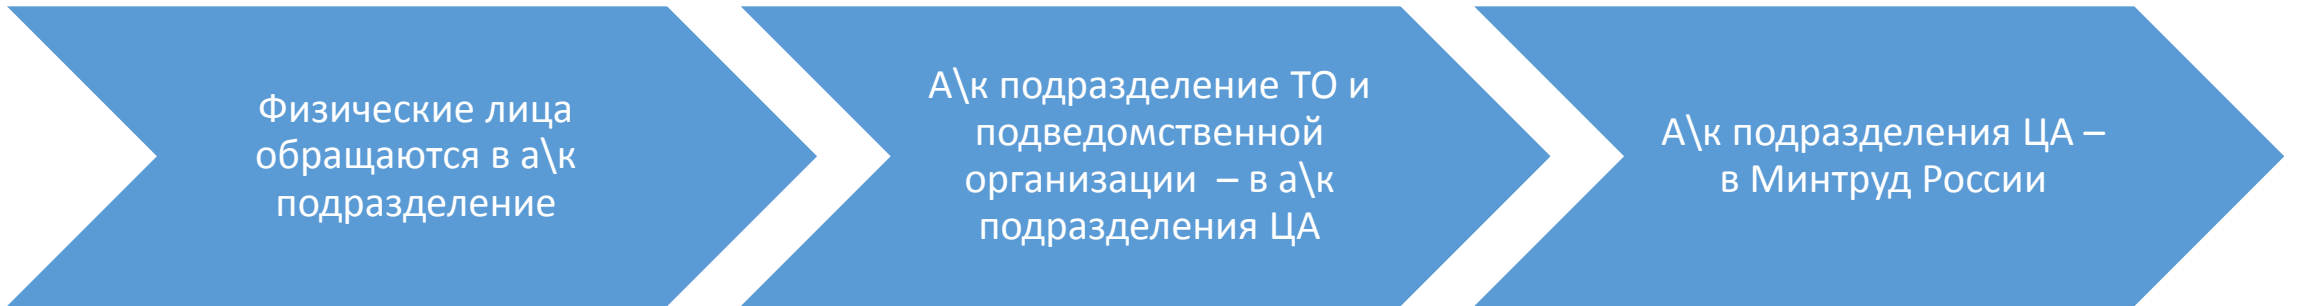 Физические лица
обращаются в а\к
подразделение
А\к подразделение ТО и
подведомственной
организации – в а\к
подразделения ЦА
А\к подразделения ЦА –
в Минтруд России